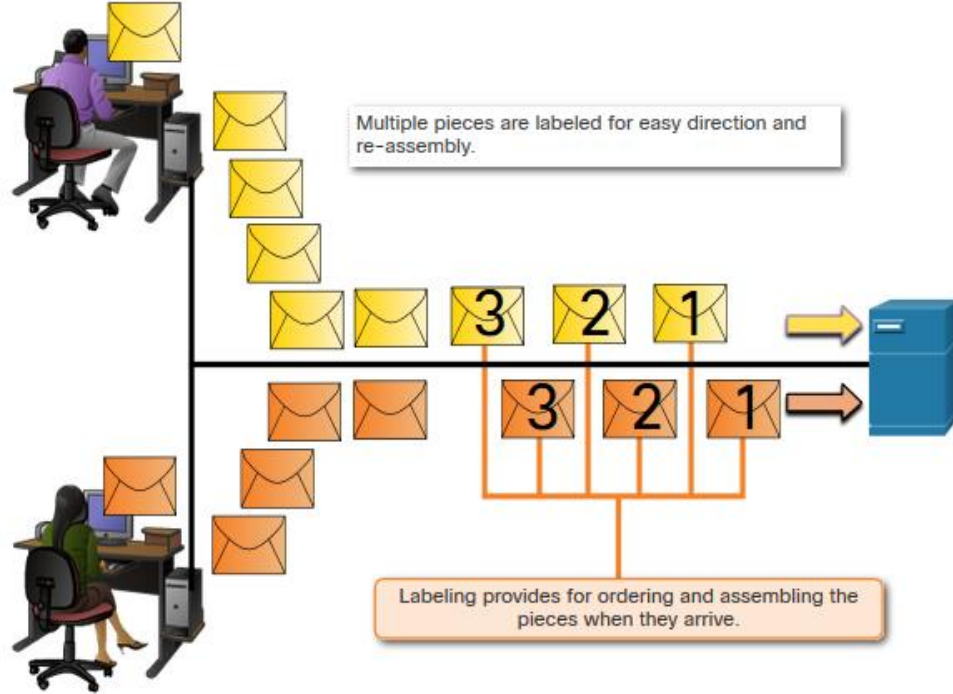 Multiple pieces are labeled for easy direction and
re-assembly.
3 2 1
3 2 1
Labeling provides for ordering and assembling the
pieces when they arrive.